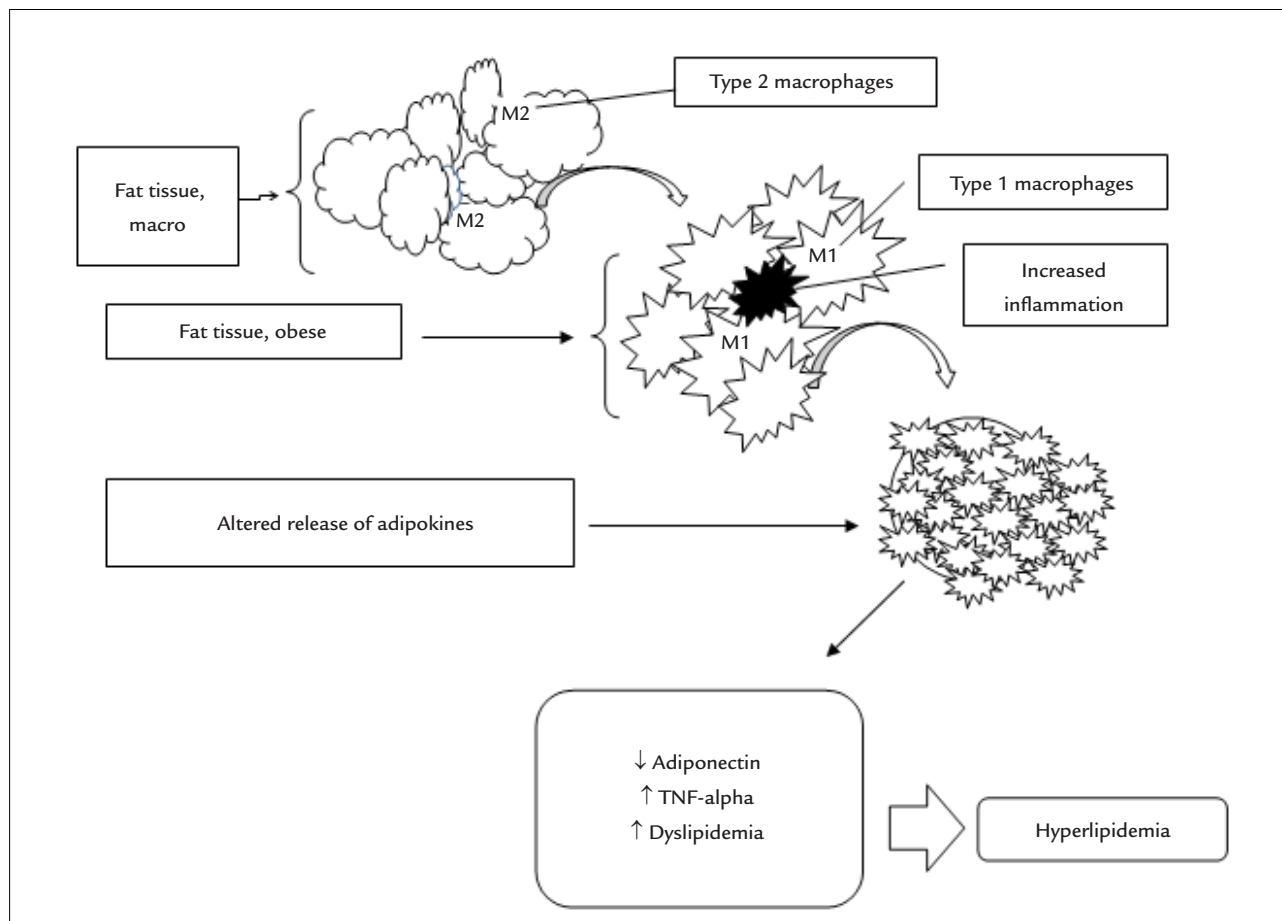 Type 2 macrophages
M2
Fat tissue,
macro
M2
Type 1 macrophages
M1
Increased
inflammation
Fat tissue, obese
M1
Altered release of adipokines
↓ Adiponectin
↑ TNF-alpha
↑ Dyslipidemia
Hyperlipidemia